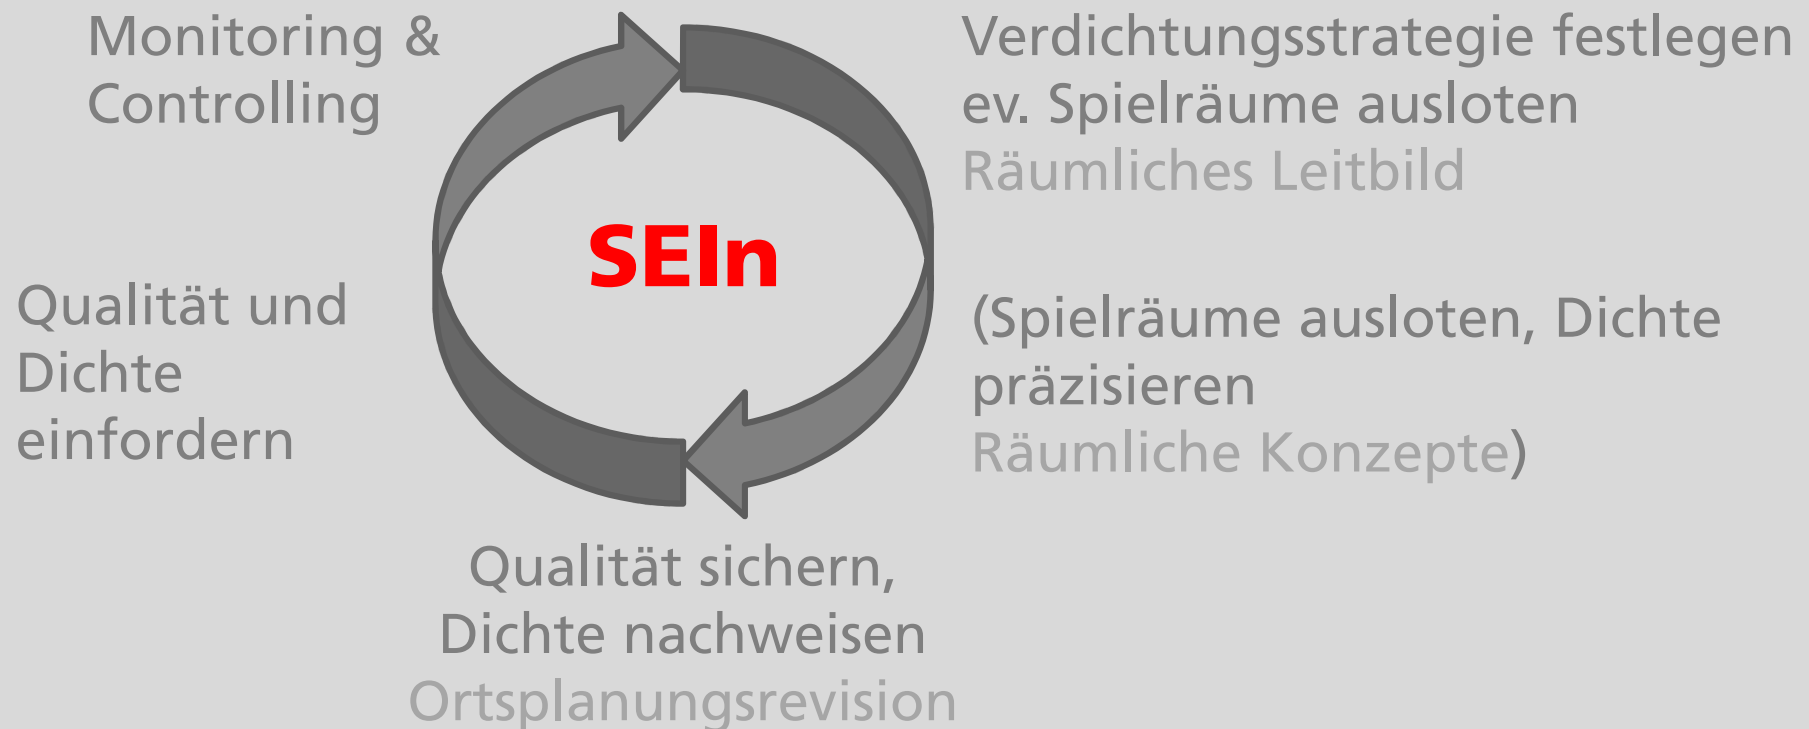 Monitoring &
Controlling
Verdichtungsstrategie festlegen
ev. Spielräume ausloten
Räumliches Leitbild
SEIn
Qualität und
Dichte
einfordern
(Spielräume ausloten, Dichte
präzisieren
Räumliche Konzepte)
Qualität sichern,
Dichte nachweisen
Ortsplanungsrevision